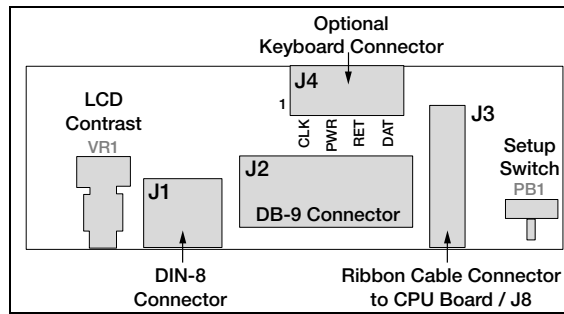 Optional
Keyboard Connector
J4
1
CLK
PWR
RET
DAT
J3
LCD
Contrast
VR1
Setup
Switch
PB1
J1
J2
DB-9 Connector
DIN-8
Connector
Ribbon Cable Connector
to CPU Board / J8